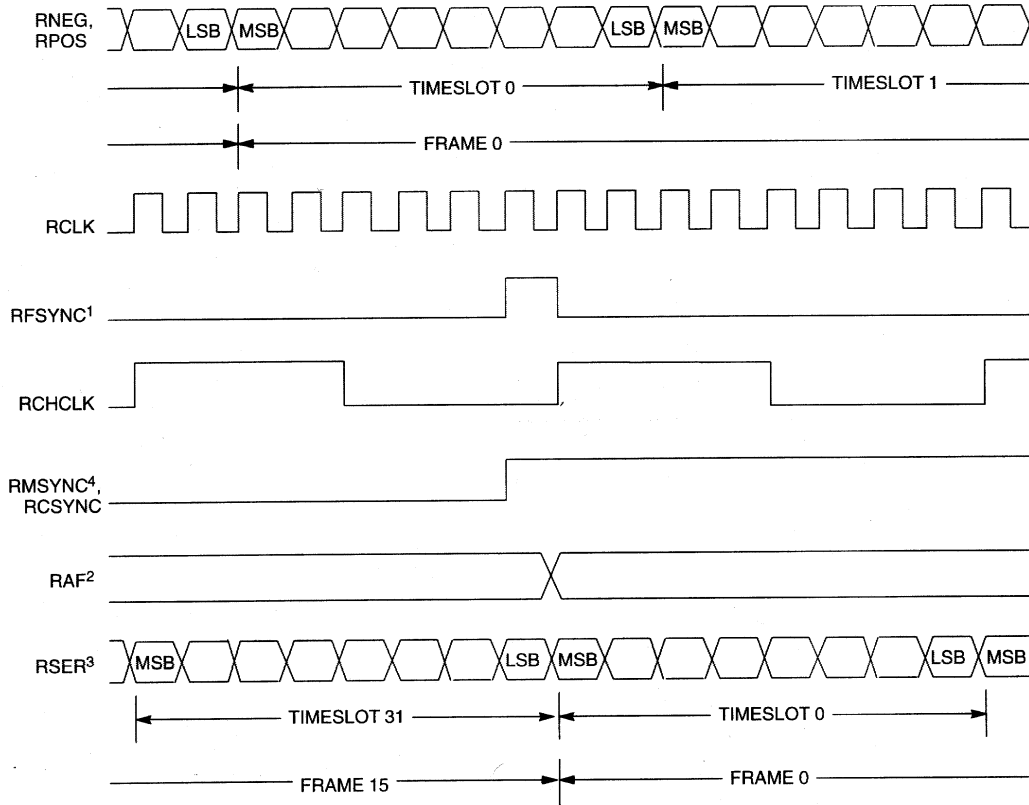 RNEG,
RPOS
LSB MSB LSB MSB
TIMESLOT 0 TIMESLOT 1
FRAME 0
RCLK
RFSYNC¹
RCHCLK
RMSYNC⁴,
RCSYNC
RAF²
RSER³
MSB LSB MSB LSB MSB
TIMESLOT 31 TIMESLOT 0
FRAME 15 FRAME 0